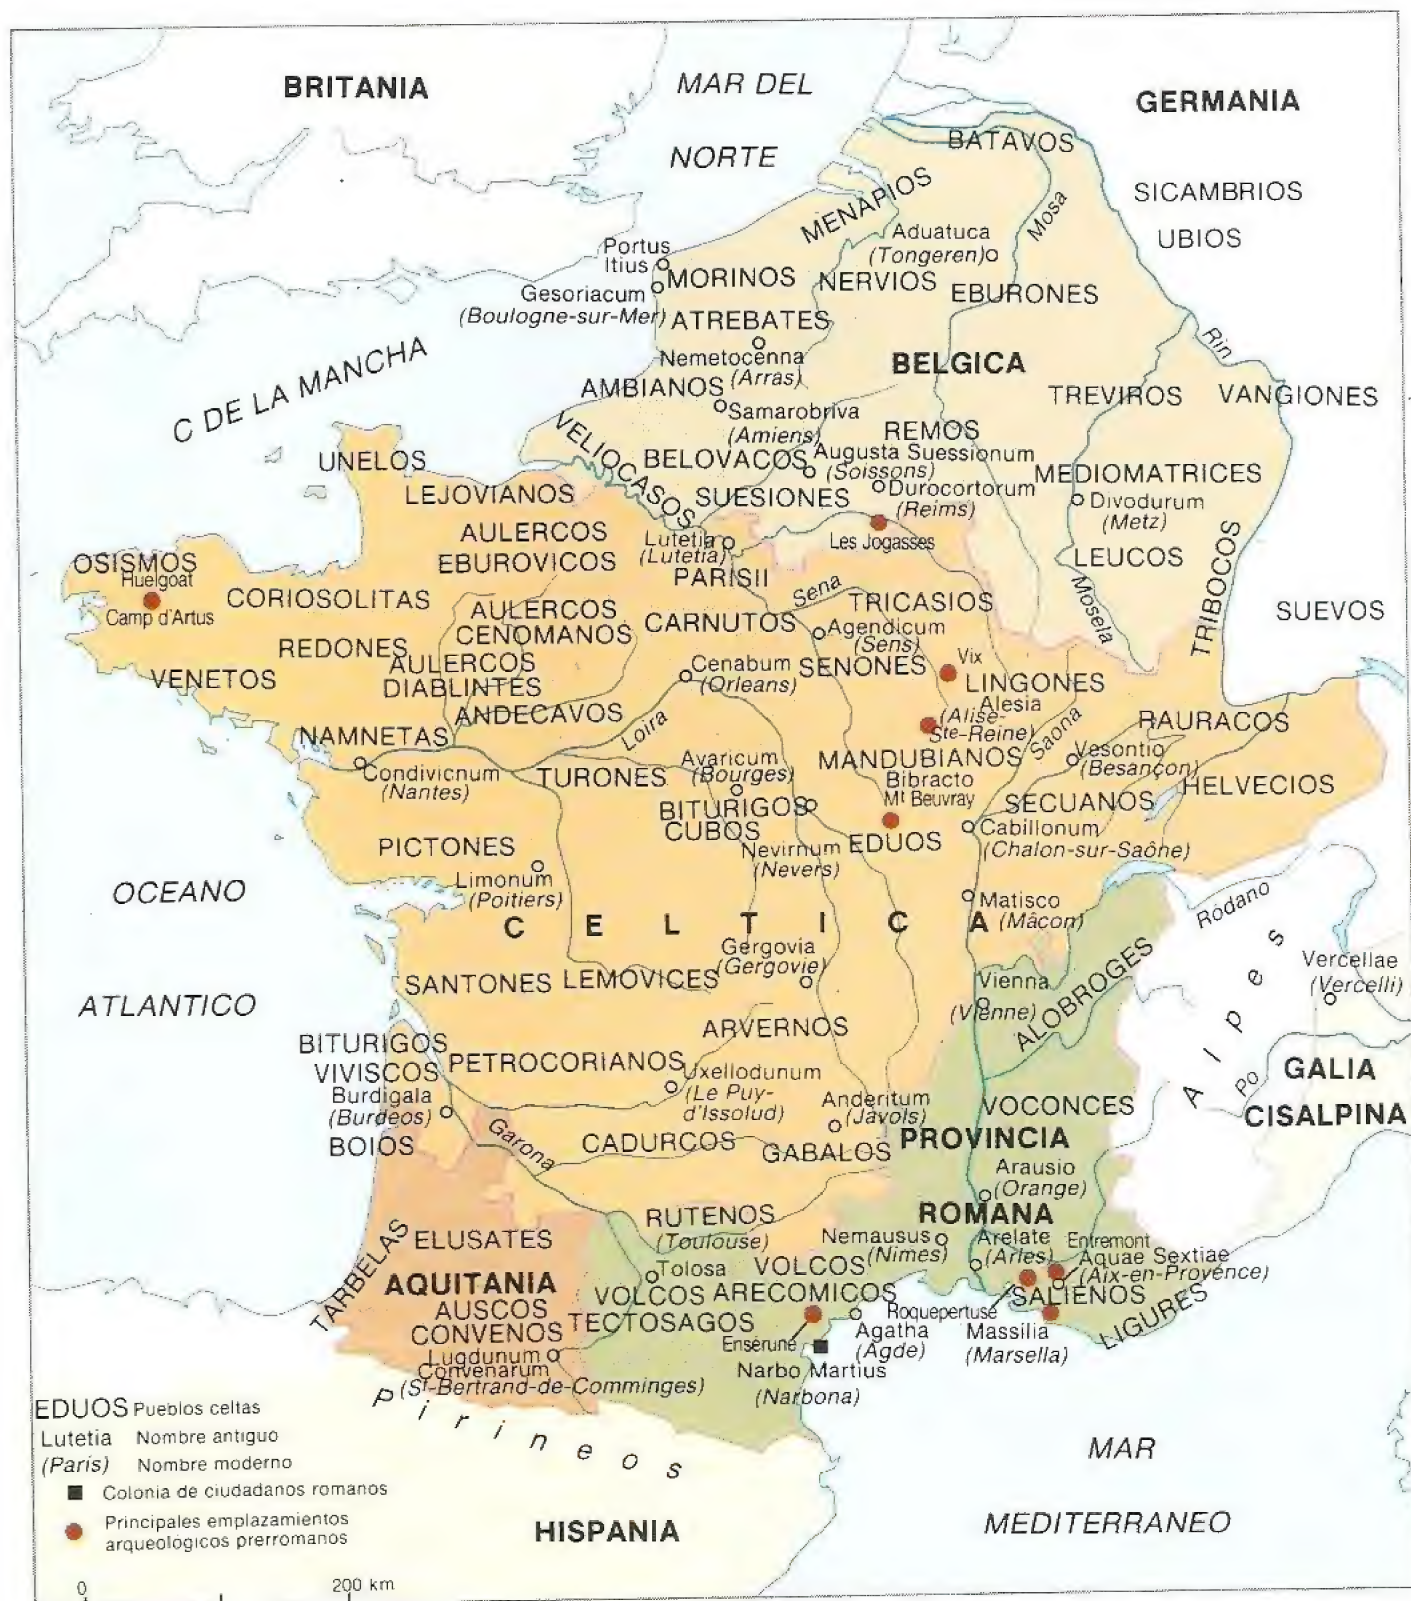 BRITANIA
MAR DEL
NORTE
GERMANIA
BATAVOS
SICAMBRIOS
UBIOS
MENAPIOS
Mosa
Aduatuca
(Tongeren)
Portus
Itius
MORINOS
NERVIOS
EBURONES
Gesoriacum
(Boulogne-sur-Mer)
ATREBATES
Rin
C DE LA MANCHA
Nemetocenna
(Arras)
BELGICA
AMBIANOS
TREVIROS
VANGIONES
Samarobriva
(Amiens)
VELIOCASOS
REMOS
UNELOS
BELOVACOS
Augusta Suessionum
(Soissons)
MEDIOMATRICES
LEJOVIANOS
SUESIONES
Durocortorum
(Reims)
Divodurum
(Metz)
AULERCOS
EBUROVICOS
Lutetia
(Lutetia)
Les Jogasses
LEUCOS
TRIBOCOS
OSISMOS
Huelgoat
Camp d'Artus
PARISII
Sena
Mosela
CORIOSOLITAS
AULERCOS
CENOMANOS
CARNUTOS
TRICASIOS
SUEVOS
Agendicum
(Sens)
REDONES
AULERCOS
DIABLINTES
Cenabum
(Orleans)
SENONES
Vix
VENETOS
LINGONES
ANDECAVOS
Loira
Alesia
(Alise-
Ste-Reine)
Saona
RAURACOS
NAMNETAS
Condivicnum
(Nantes)
TURONES
Avaricum
(Bourges)
MANDUBIANOS
Vesontio
(Besançon)
Bibracto
Mt Beuvray
HELVECIOS
BITURIGOS
CUBOS
SECUANOS
PICTONES
Nevirnum
(Nevers)
EDUOS
Cabillonum
(Chalon-sur-Saône)
Limonum
(Poitiers)
OCEANO
ATLANTICO
Matisco
(Mâcon)
Ródano
CELTICA
Alpes
Gergovia
(Gergovie)
Vercellae
(Vercelli)
SANTONES
LEMOVICES
Vienna
(Vienne)
ALOBROGES
ARVERNOS
BITURIGOS
VIVISCOS
PETROCORIANOS
Uxellodunum
(Le Puy-
d'Issolud)
Po
GALIA
CISALPINA
Burdigala
(Burdeos)
Anderitum
(Javols)
VOCONCES
BOIOS
Garona
CADURCOS
GABALOS
PROVINCIA
ROMANA
Arausio
(Orange)
RUTENOS
(Toulouse)
Tolosa
TARBELAS
ELUSATES
Nemausus
(Nimes)
Arelate
(Arles)
Entremont
Aquae Sextiae
(Aix-en-Provence)
AQUITANIA
VOLCOS
ARECOMICOS
AUSCOS
VOLCOS
TECTOSAGOS
Roquepertuse
SALIENOS
LIGURES
CONVENOS
Ensérune
Agatha
(Agde)
Massilia
(Marsella)
Lugdunum
Convenarum
(St-Bertrand-de-Comminges)
Narbo Martius
(Narbona)
Pirineos
HISPANIA
MAR
MEDITERRANEO
EDUOS Pueblos celtas
Lutetia Nombre antiguo
(París) Nombre moderno
Colonia de ciudadanos romanos
Principales emplazamientos
arqueológicos prerromanos
0 200 km